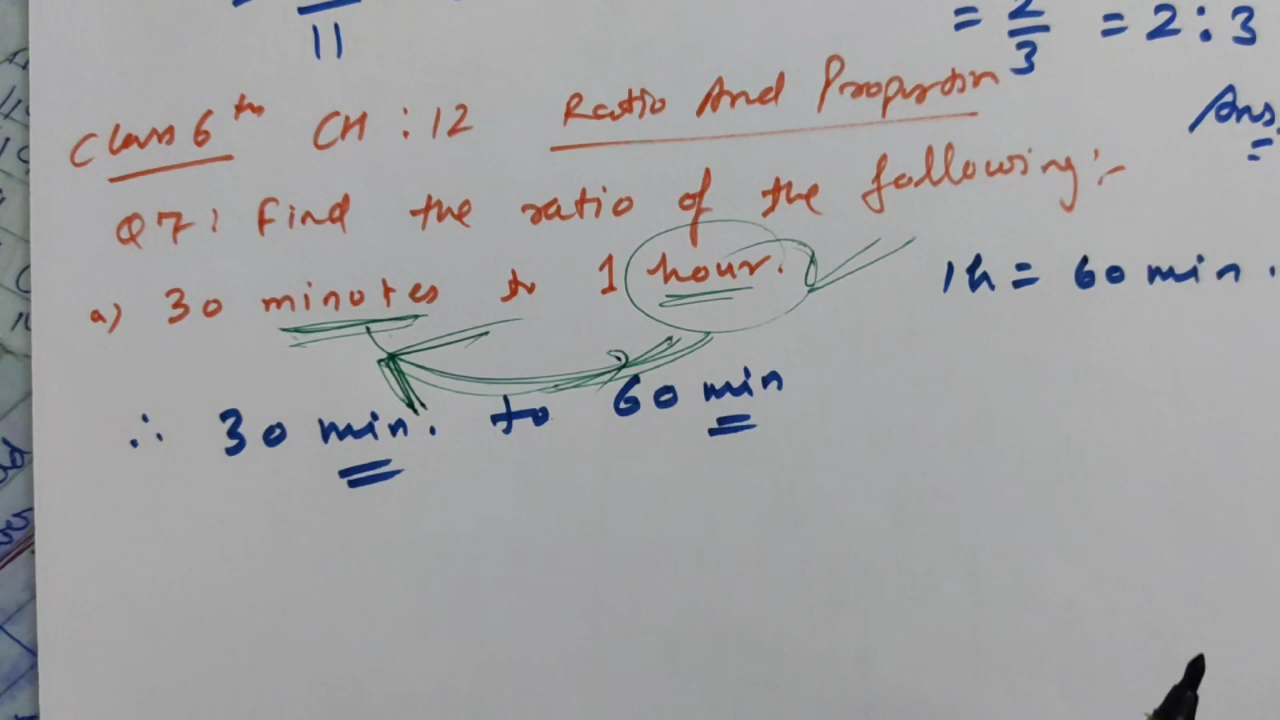 11
= 2/3 = 2 : 3
Ans.
Class 6th CH : 12 Ratio And Proportion
Q7: Find the ratio of the following:-
a) 30 minutes to 1 hour.
1h = 60 min.
∴ 30 min. to 60 min